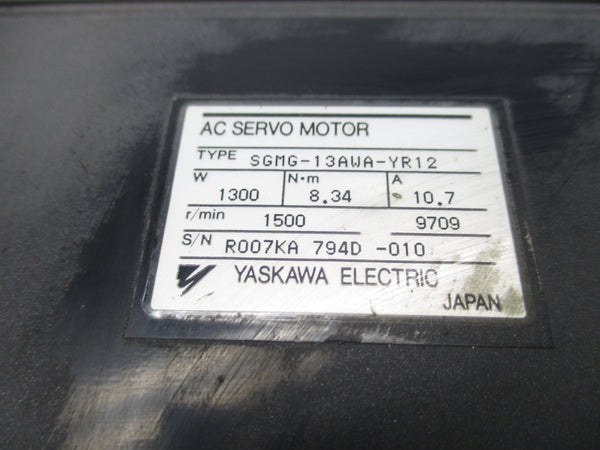 AC SERVO MOTOR
TYPE SGMG-13AWA-YR12
W N·m A
1300 8.34 10.7
r/min 1500 9709
S/N R007KA 794D -010
YASKAWA ELECTRIC
JAPAN